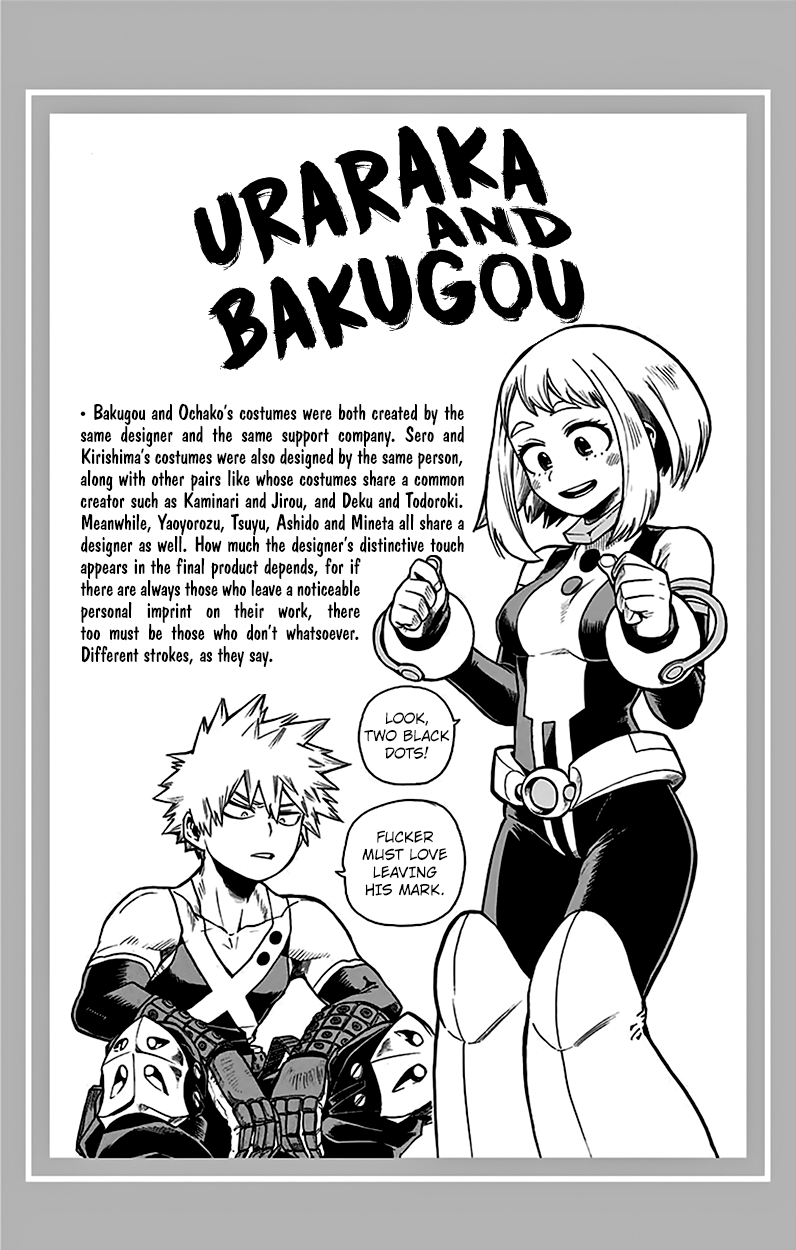 URARAKA
AND
BAKUGOU
• Bakugou and Ochako's costumes were both created by the
same designer and the same support company. Sero and
Kirishima's costumes were also designed by the same person,
along with other pairs like whose costumes share a common
creator such as Kaminari and Jirou, and Deku and Todoroki.
Meanwhile, Yaoyorozu, Tsuyu, Ashido and Mineta all share a
designer as well. How much the designer's distinctive touch
appears in the final product depends, for if
there are always those who leave a noticeable
personal imprint on their work, there
too must be those who don't whatsoever.
Different strokes, as they say.
LOOK,
TWO BLACK
DOTS!
FUCKER
MUST LOVE
LEAVING
HIS MARK.